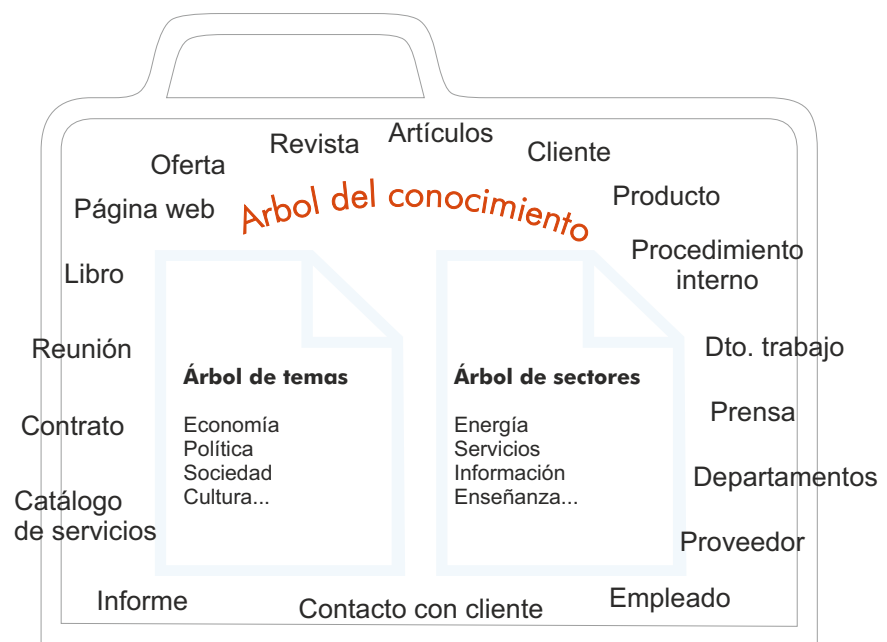 Artículos
Revista
Cliente
Oferta
Producto
Página web
Arbol del conocimiento
Procedimiento
interno
Libro
Reunión
Dto. trabajo
Árbol de temas
Economía
Política
Sociedad
Cultura...
Árbol de sectores
Energía
Servicios
Información
Enseñanza...
Prensa
Contrato
Departamentos
Catálogo
de servicios
Proveedor
Informe
Contacto con cliente
Empleado